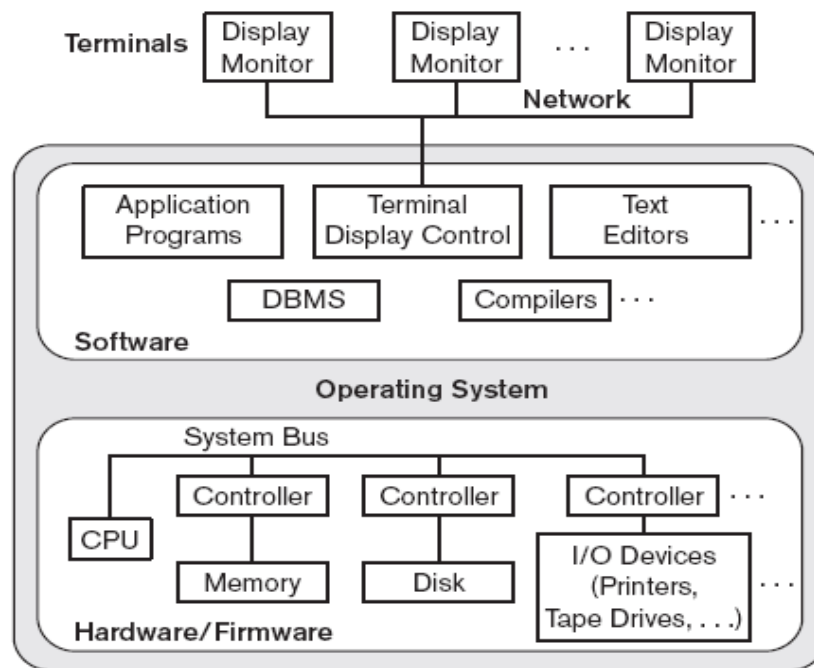 Terminals
Display
Monitor
Display
Monitor
. . .
Display
Monitor
Network
Application
Programs
Terminal
Display Control
Text
Editors
. . .
DBMS
Compilers
. . .
Software
Operating System
System Bus
Controller
Controller
Controller
. . .
CPU
Memory
Disk
I/O Devices
(Printers,
Tape Drives, . . .)
. . .
Hardware/Firmware